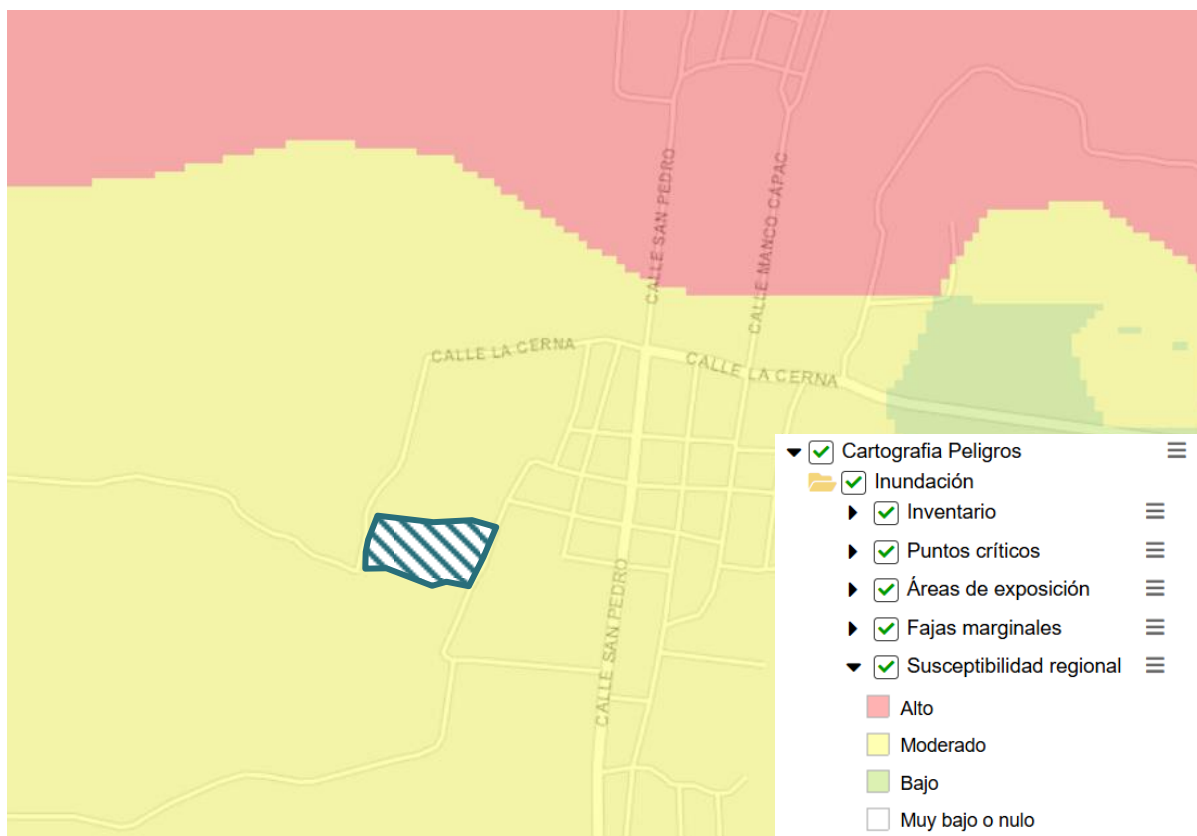 CALLE SAN PEDRO
CALLE MANCO CAPAC
CALLE LA CERNA
CALLE LA CERNA
CALLE SAN PEDRO
Cartografia Peligros
Inundación
Inventario
Puntos críticos
Áreas de exposición
Fajas marginales
Susceptibilidad regional
Alto
Moderado
Bajo
Muy bajo o nulo